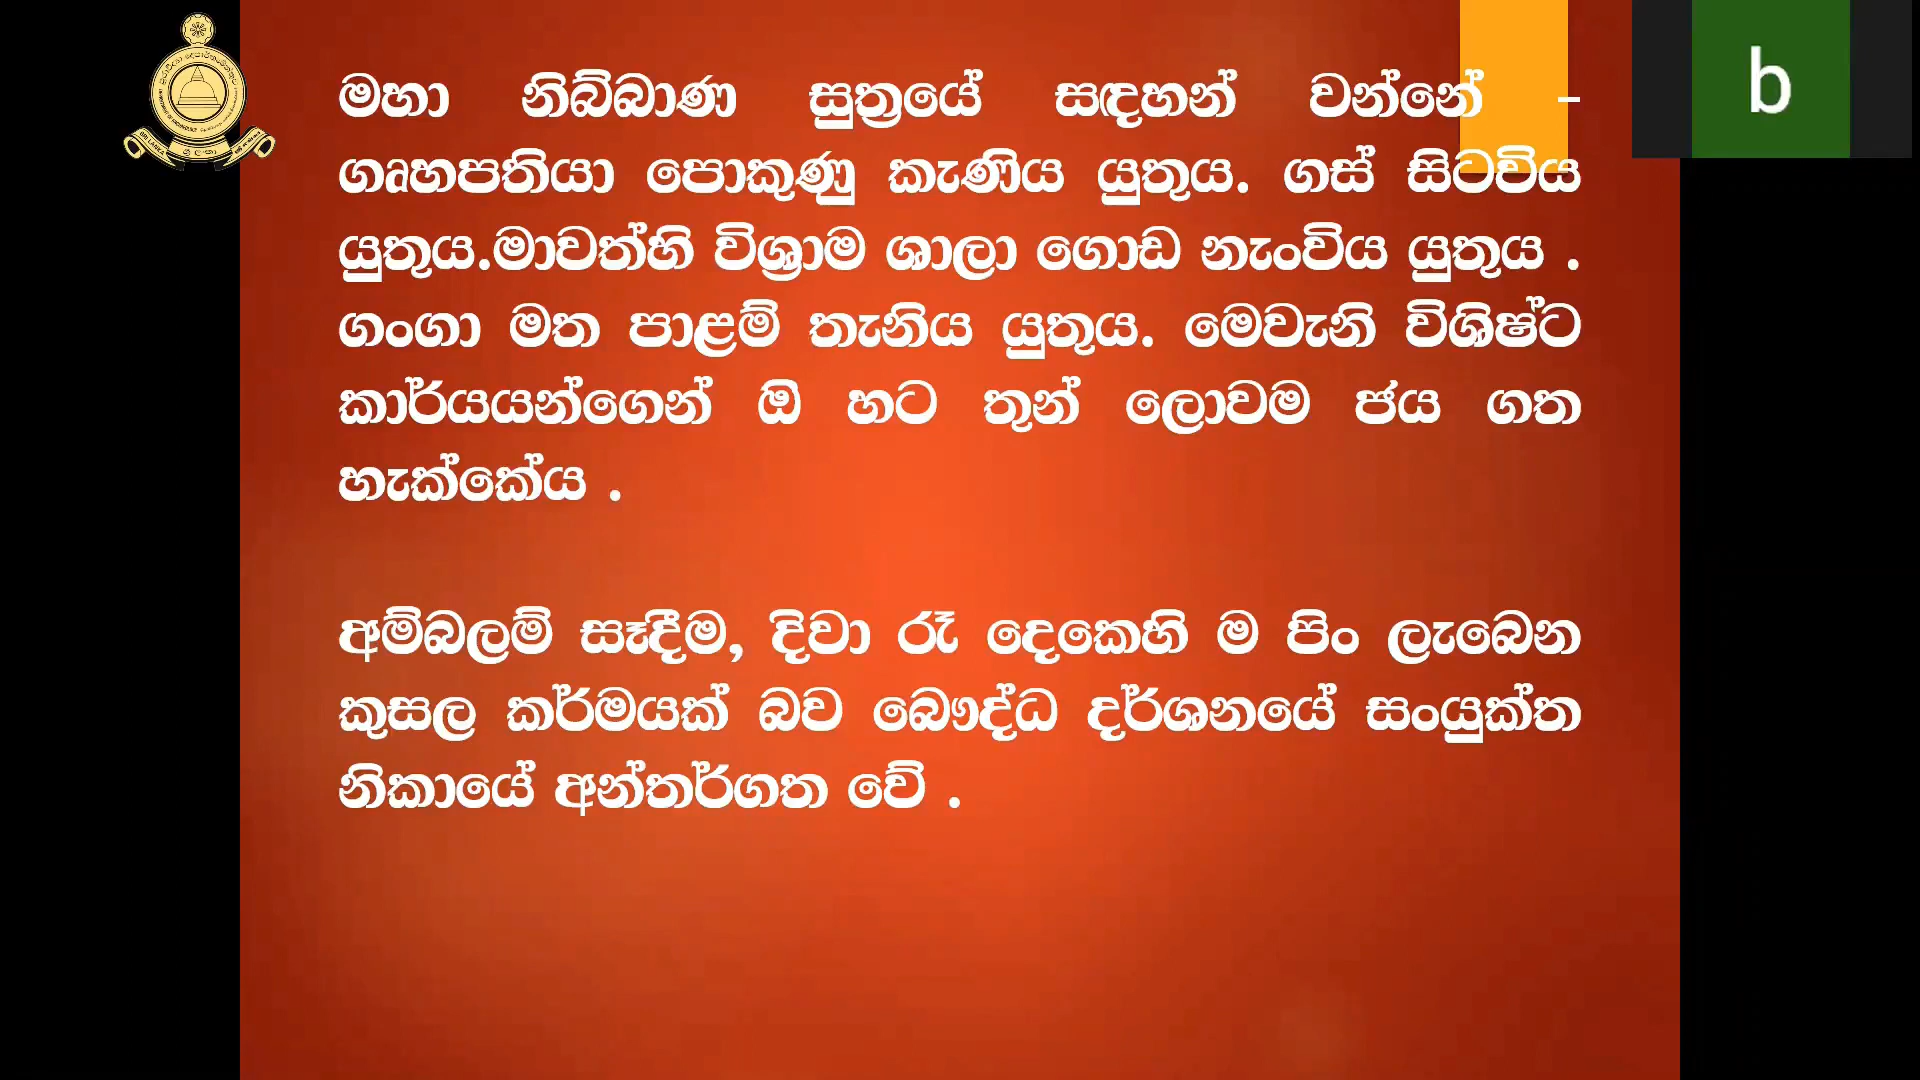 මහා නිබ්බාණ සුත්‍රයේ සඳහන් වන්නේ -
ගෘහපතියා පොකුණු කැණිය යුතුය. ගස් සිටවිය
යුතුය.මාවත්හි විශ්‍රාම ශාලා ගොඩ නැංවිය යුතුය .
ගංගා මත පාළම් තැනිය යුතුය. මෙවැනි විශිෂ්ට
කාර්යයන්ගෙන් ඕ හට තුන් ලොවම ජය ගත
හැක්කේය .
අම්බලම් සෑදීම, දිවා රෑ දෙකෙහි ම පිං ලැබෙන
කුසල කර්මයක් බව බෞද්ධ දර්ශනයේ සංයුක්ත
නිකායේ අන්තර්ගත වේ .
b